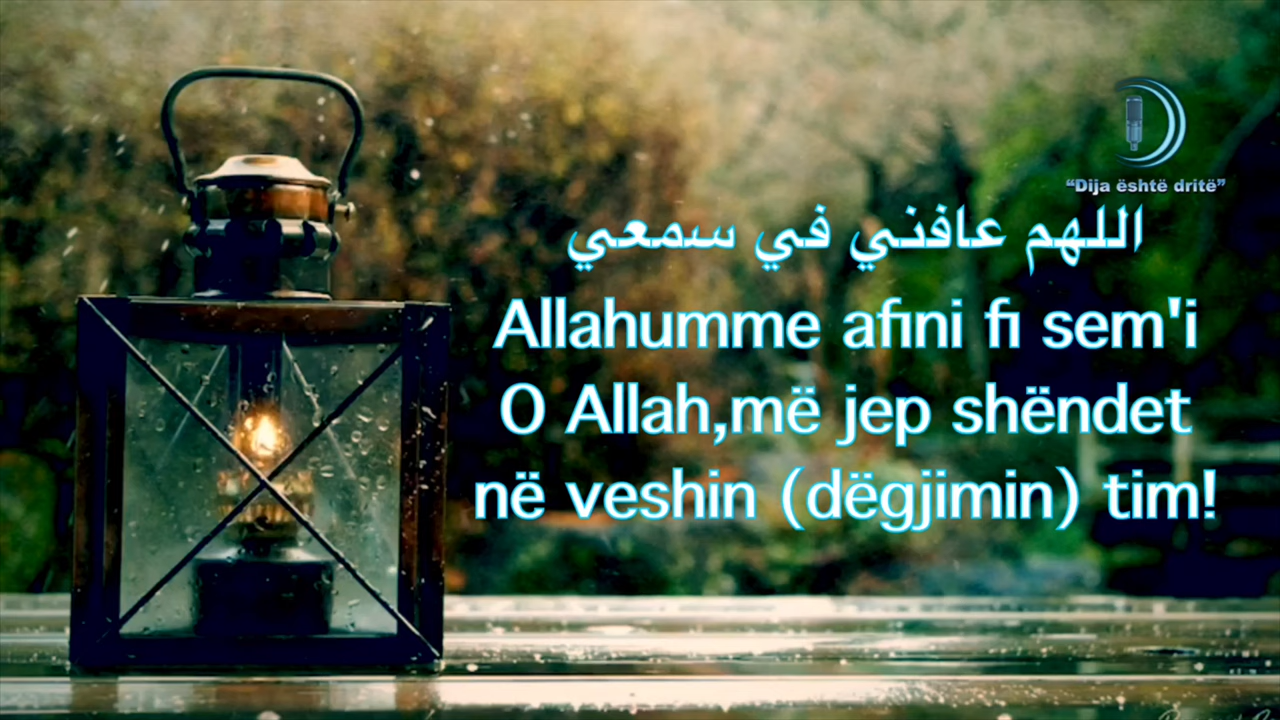 “Dija është dritë”
اللهم عافني في سمعي
Allahumme afini fi sem'i
O Allah,më jep shëndet
në veshin (dëgjimin) tim!